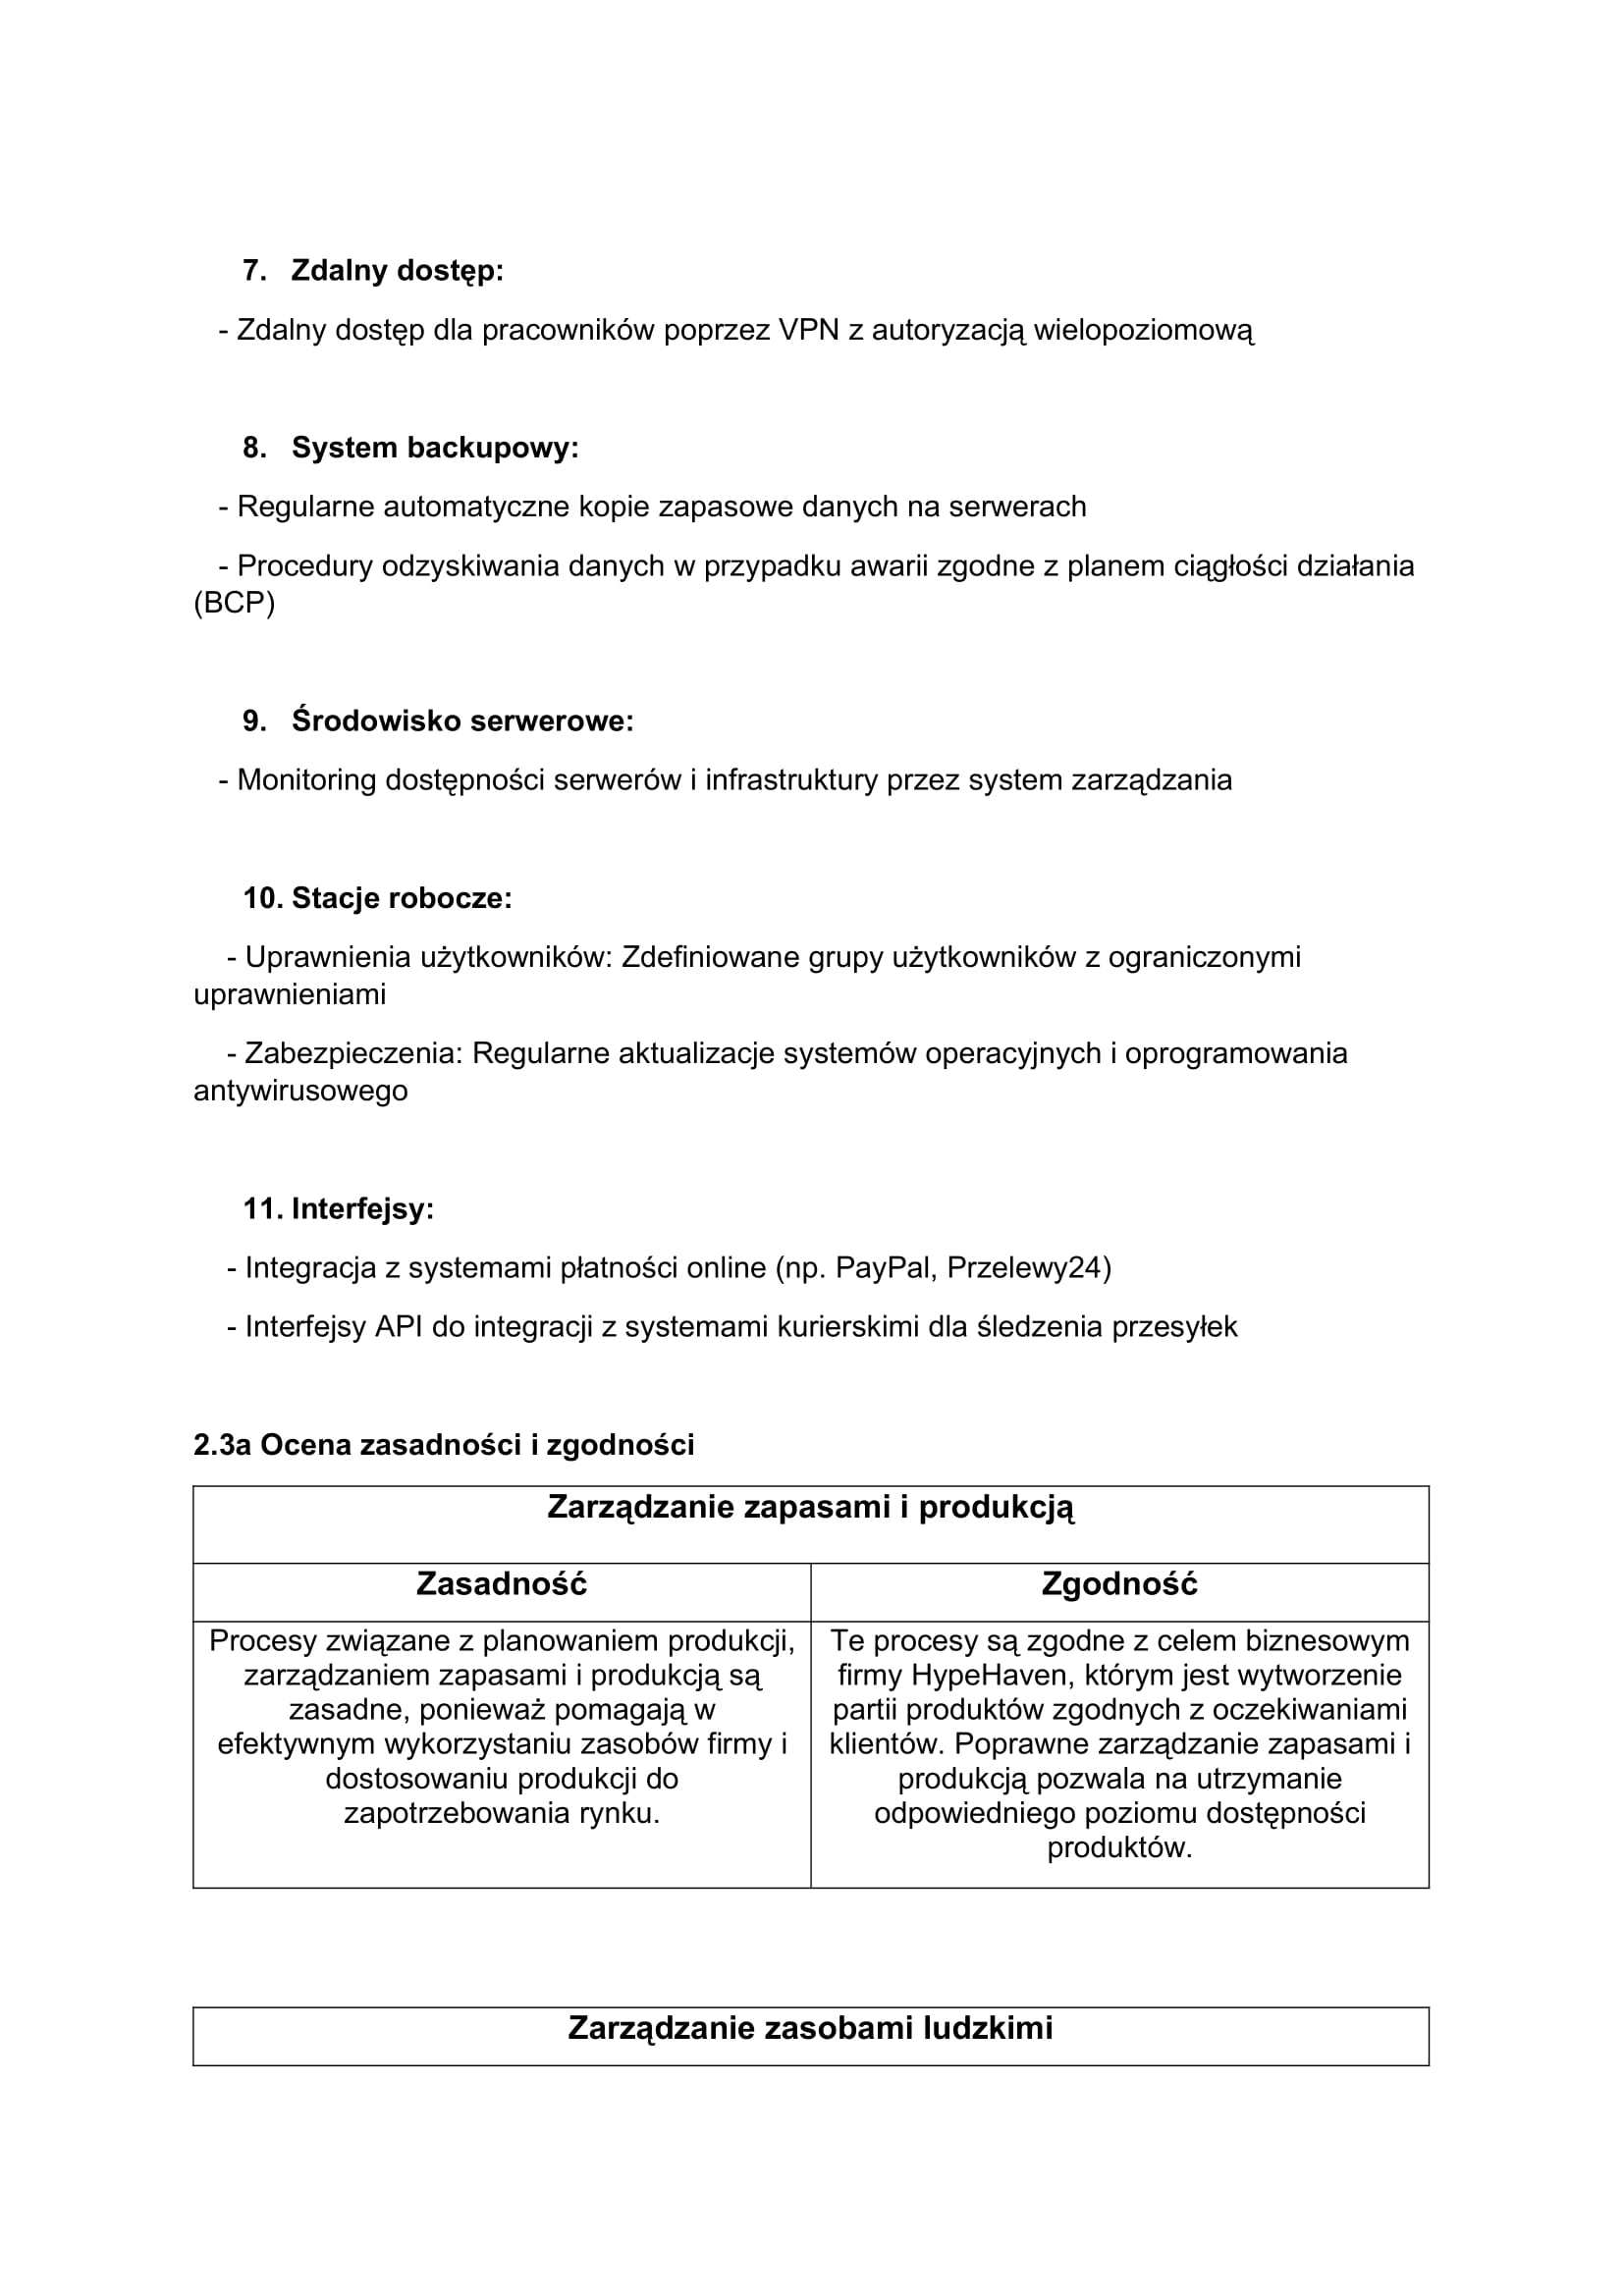 7. Zdalny dostęp:
- Zdalny dostęp dla pracowników poprzez VPN z autoryzacją wielopoziomową
8. System backupowy:
- Regularne automatyczne kopie zapasowe danych na serwerach
- Procedury odzyskiwania danych w przypadku awarii zgodne z planem ciągłości działania
(BCP)
9. Środowisko serwerowe:
- Monitoring dostępności serwerów i infrastruktury przez system zarządzania
10. Stacje robocze:
- Uprawnienia użytkowników: Zdefiniowane grupy użytkowników z ograniczonymi
uprawnieniami
- Zabezpieczenia: Regularne aktualizacje systemów operacyjnych i oprogramowania
antywirusowego
11. Interfejsy:
- Integracja z systemami płatności online (np. PayPal, Przelewy24)
- Interfejsy API do integracji z systemami kurierskimi dla śledzenia przesyłek
2.3a Ocena zasadności i zgodności
Zarządzanie zapasami i produkcją
Zasadność
Zgodność
Procesy związane z planowaniem produkcji,
zarządzaniem zapasami i produkcją są
zasadne, ponieważ pomagają w
efektywnym wykorzystaniu zasobów firmy i
dostosowaniu produkcji do
zapotrzebowania rynku.
Te procesy są zgodne z celem biznesowym
firmy HypeHaven, którym jest wytworzenie
partii produktów zgodnych z oczekiwaniami
klientów. Poprawne zarządzanie zapasami i
produkcją pozwala na utrzymanie
odpowiedniego poziomu dostępności
produktów.
Zarządzanie zasobami ludzkimi